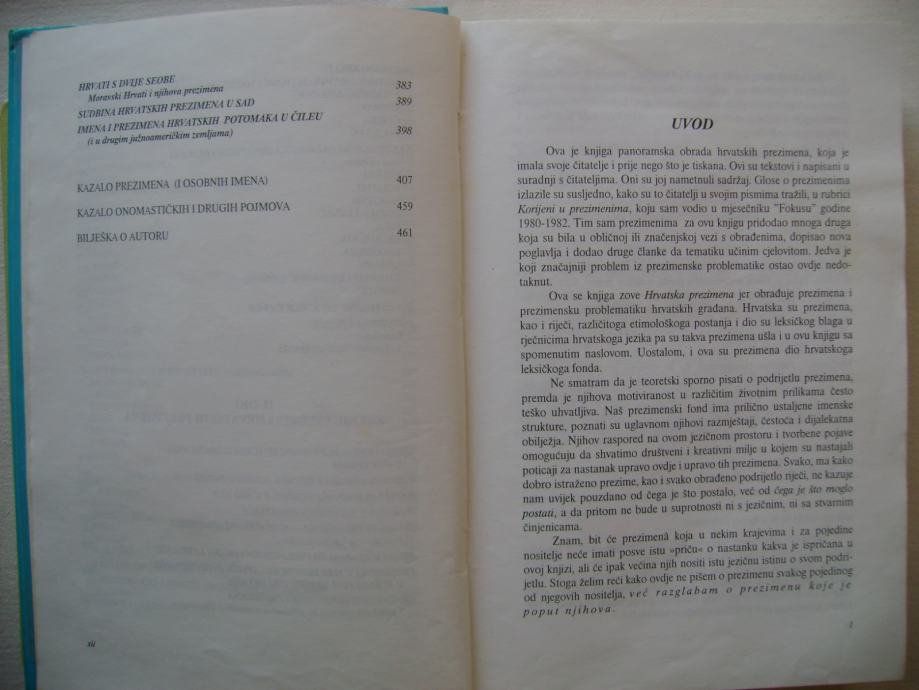 HRVATI S DVIJE SEOBE
Moravski Hrvati i njihova prezimena 383
SUDBINA HRVATSKIH PREZIMENA U SAD 389
IMENA I PREZIMENA HRVATSKIH POTOMAKA U ČILEU
(i u drugim južnoameričkim zemljama) 398
KAZALO PREZIMENA (I OSOBNIH IMENA) 407
KAZALO ONOMASTIČKIH I DRUGIH POJMOVA 459
BILJEŠKA O AUTORU 461
xii
UVOD
Ova je knjiga panoramska obrada hrvatskih prezimena, koja je
imala svoje čitatelje i prije nego što je tiskana. Ovi su tekstovi i napisani u
suradnji s čitateljima. Oni su joj nametnuli sadržaj. Glose o prezimenima
izlazile su susljedno, kako su to čitatelji u svojim pismima tražili, u rubrici
Korijeni u prezimenima, koju sam vodio u mjesečniku "Fokusu" godine
1980-1982. Tim sam prezimenima za ovu knjigu pridodao mnoga druga
koja su bila u obličnoj ili značenjskoj vezi s obrađenima, dopisao nova
poglavlja i dodao druge članke da tematiku učinim cjelovitom. Jedva je
koji značajniji problem iz prezimenske problematike ostao ovdje nedo-
taknut.
Ova se knjiga zove Hrvatska prezimena jer obrađuje prezimena i
prezimensku problematiku hrvatskih građana. Hrvatska su prezimena,
kao i riječi, različitoga etimološkoga postanja i dio su leksičkog blaga u
rječnicima hrvatskoga jezika pa su takva prezimena ušla i u ovu knjigu sa
spomenutim naslovom. Uostalom, i ova su prezimena dio hrvatskoga
leksičkoga fonda.
Ne smatram da je teoretski sporno pisati o podrijetlu prezimena,
premda je njihova motiviranost u različitim životnim prilikama često
teško uhvatljiva. Naš prezimenski fond ima prilično ustaljene imenske
strukture, poznati su uglavnom njihovi razmještaji, čestoća i dijalekatna
obilježja. Njihov raspored na ovom jezičnom prostoru i tvorbene pojave
omogućuju da shvatimo društveni i kreativni milje u kojem su nastajali
poticaji za nastanak upravo ovdje i upravo tih prezimena. Svako, ma kako
dobro istraženo prezime, kao i svako obrađeno podrijetlo riječi, ne kazuje
nam uvijek pouzdano od čega je što postalo, već od čega je što moglo
postati, a da pritom ne bude u suprotnosti ni s jezičnim, ni sa stvarnim
činjenicama.
Znam, bit će prezimenâ koja u nekim krajevima i za pojedine
nositelje neće imati posve istu »priču« o nastanku kakva je ispričana u
ovoj knjizi, ali će ipak većina njih nositi istu jezičnu istinu o svom podri-
jetlu. Stoga želim reći kako ovdje ne pišem o prezimenu svakog pojedinog
od njegovih nositelja, već razglabam o prezimenu koje je
poput njihova.